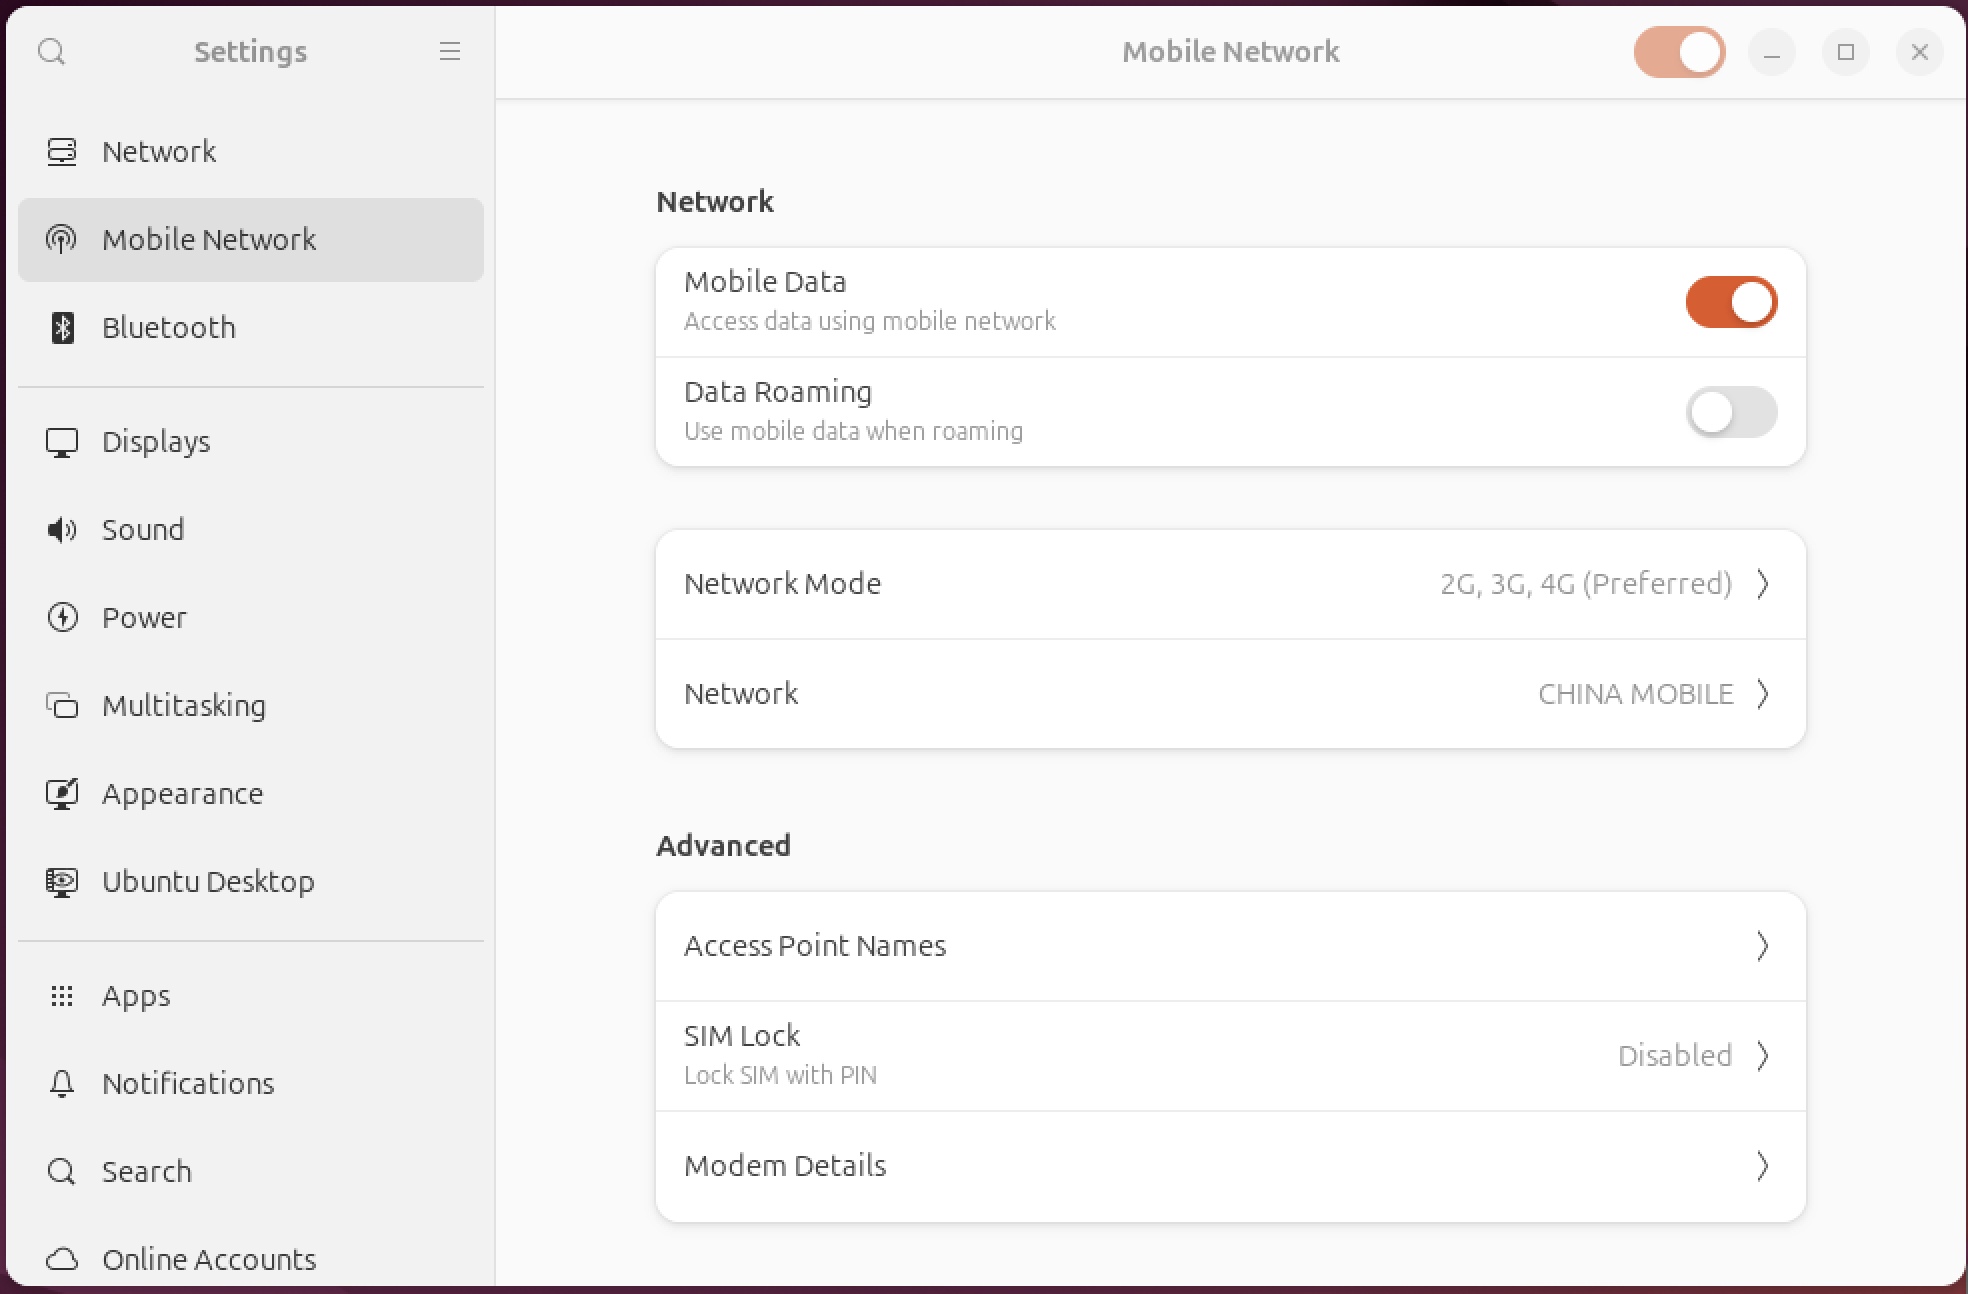 Settings
Mobile Network
Network
Mobile Network
Bluetooth
Displays
Sound
Power
Multitasking
Appearance
Ubuntu Desktop
Apps
Notifications
Search
Online Accounts
Network
Mobile Data
Access data using mobile network
Data Roaming
Use mobile data when roaming
Network Mode 2G, 3G, 4G (Preferred)
Network CHINA MOBILE
Advanced
Access Point Names
SIM Lock
Lock SIM with PIN
Disabled
Modem Details